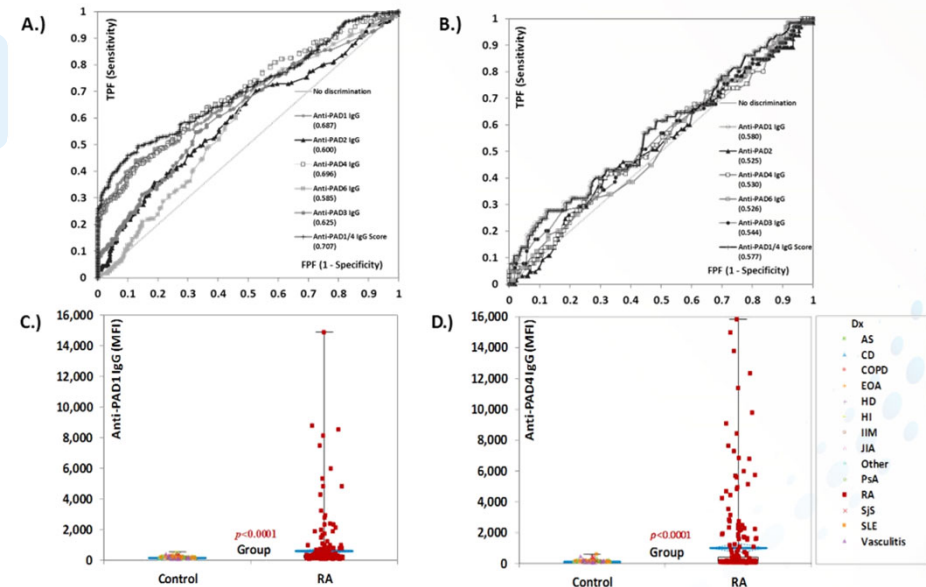 A.)
TPF (Sensitivity)
1
0.9
0.8
0.7
0.6
0.5
0.4
0.3
0.2
0.1
0
No discrimination
Anti-PAD1 IgG
(0.687)
Anti-PAD2 IgG
(0.600)
Anti-PAD4 IgG
(0.696)
Anti-PAD6 IgG
(0.585)
Anti-PAD3 IgG
(0.625)
Anti-PAD1/4 IgG Score
(0.707)
FPF (1 - Specificity)
0 0.1 0.2 0.3 0.4 0.5 0.6 0.7 0.8 0.9 1
B.)
TPF (Sensitivity)
1
0.9
0.8
0.7
0.6
0.5
0.4
0.3
0.2
0.1
0
No discrimination
Anti-PAD1 IgG
(0.580)
Anti-PAD2
(0.525)
Anti-PAD4 IgG
(0.530)
Anti-PAD6 IgG
(0.526)
Anti-PAD3 IgG
(0.544)
Anti-PAD1/4 IgG Score
(0.577)
FPF (1 - Specificity)
0 0.1 0.2 0.3 0.4 0.5 0.6 0.7 0.8 0.9 1
C.)
Anti-PAD1 IgG (MFI)
16,000
14,000
12,000
10,000
8,000
6,000
4,000
2,000
0
p<0.0001
Group
Control RA
D.)
Anti-PAD4 IgG (MFI)
16,000
14,000
12,000
10,000
8,000
6,000
4,000
2,000
0
p<0.0001
Group
Control RA
Dx
AS
CD
COPD
EOA
HD
HI
IIM
JIA
Other
PsA
RA
SjS
SLE
Vasculitis